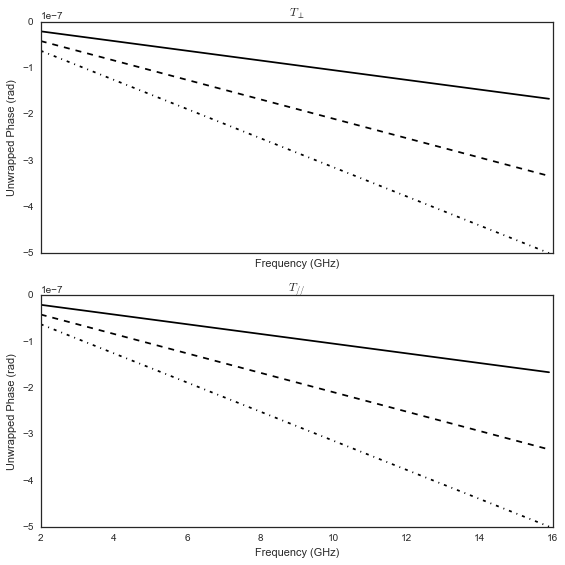 T⊥
1e−7
0
−1
−2
−3
−4
−5
Unwrapped Phase (rad)
Frequency (GHz)
T//
1e−7
0
−1
−2
−3
−4
−5
Unwrapped Phase (rad)
2 4 6 8 10 12 14 16
Frequency (GHz)